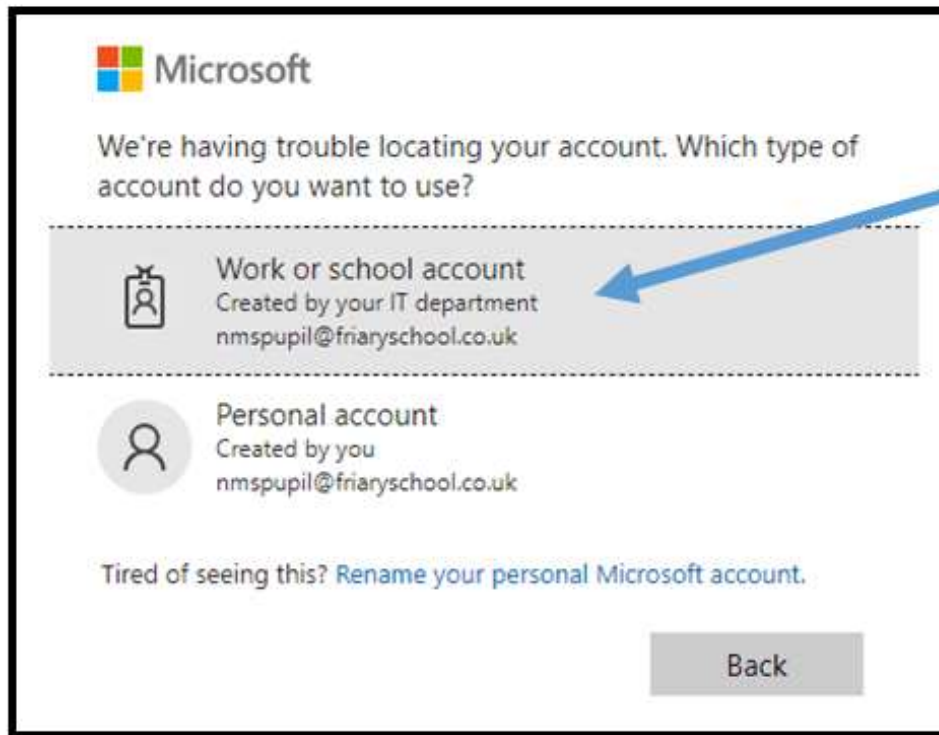 Microsoft
We're having trouble locating your account. Which type of
account do you want to use?
Work or school account
Created by your IT department
nmspupil@friaryschool.co.uk
Personal account
Created by you
nmspupil@friaryschool.co.uk
Tired of seeing this? Rename your personal Microsoft account.
Back